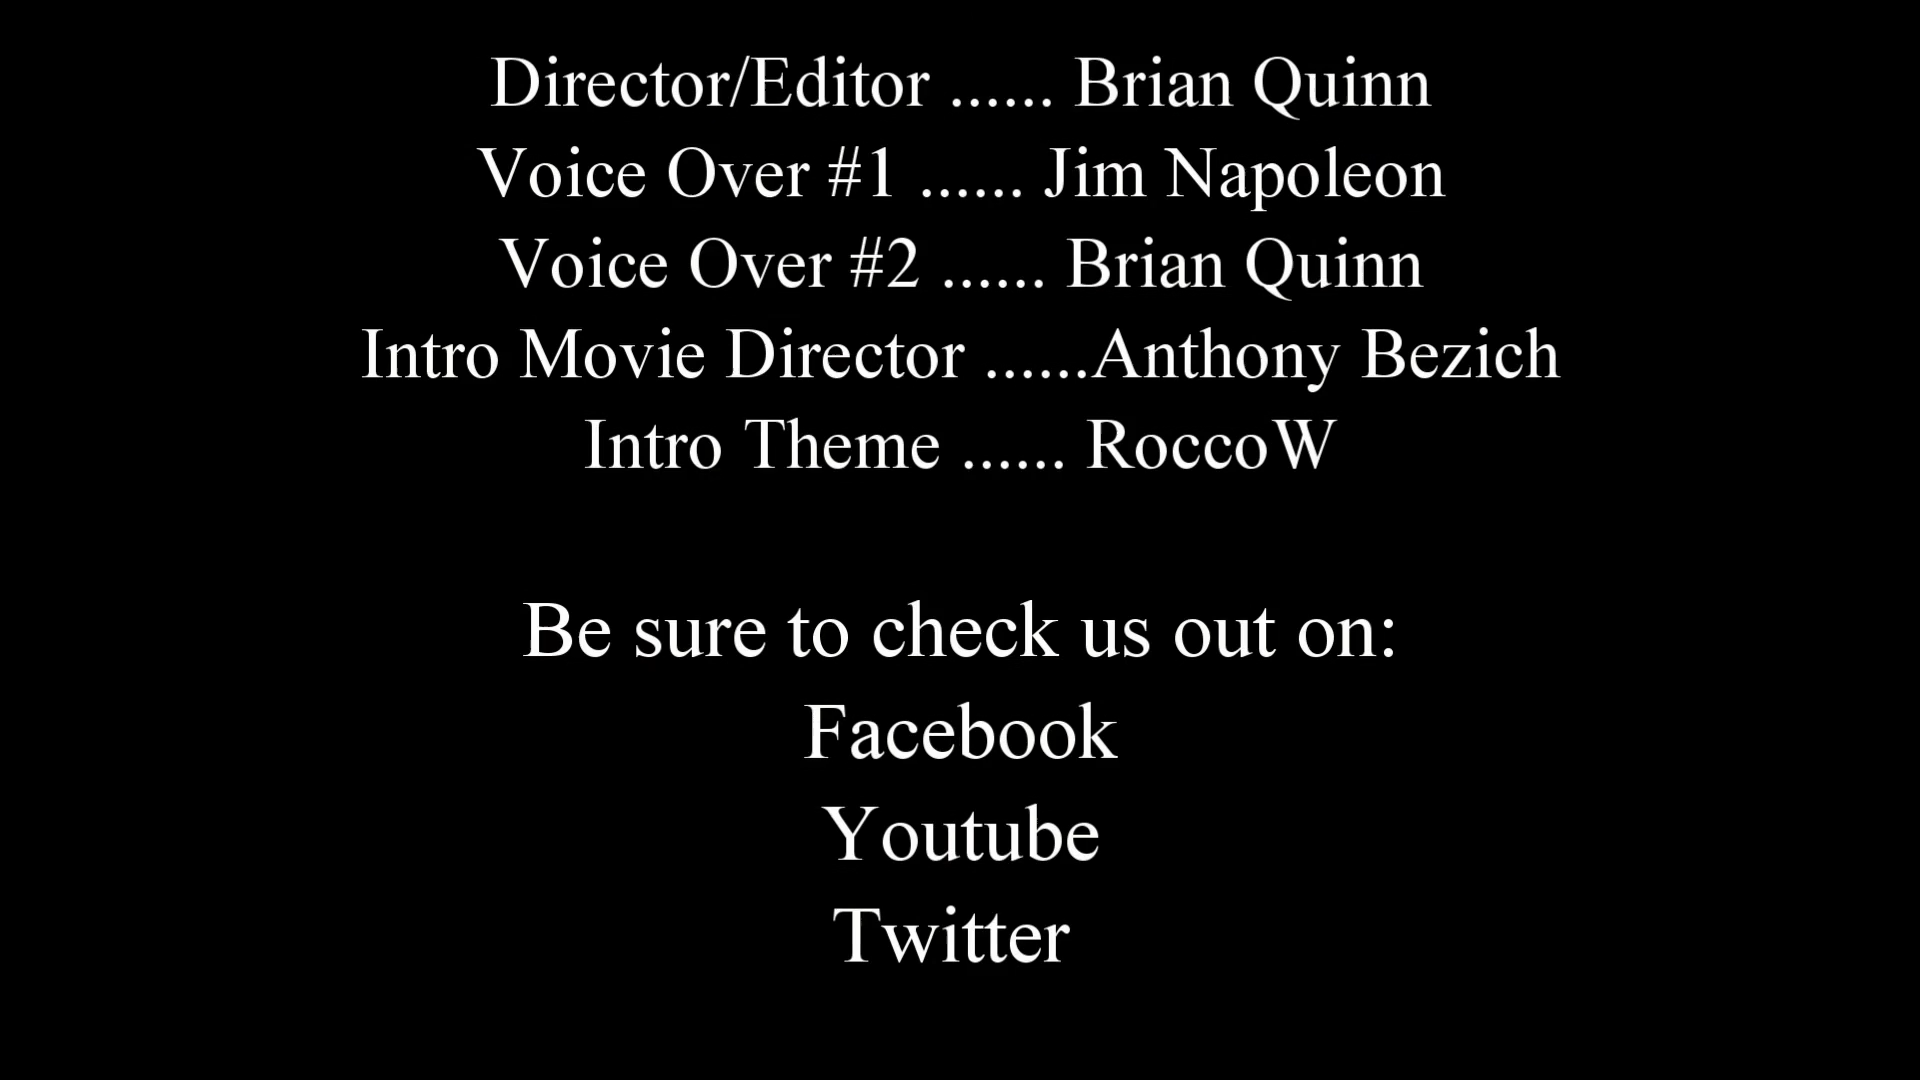 Director/Editor ...... Brian Quinn
Voice Over #1 ...... Jim Napoleon
Voice Over #2 ...... Brian Quinn
Intro Movie Director ......Anthony Bezich
Intro Theme ...... RoccoW
Be sure to check us out on:
Facebook
Youtube
Twitter